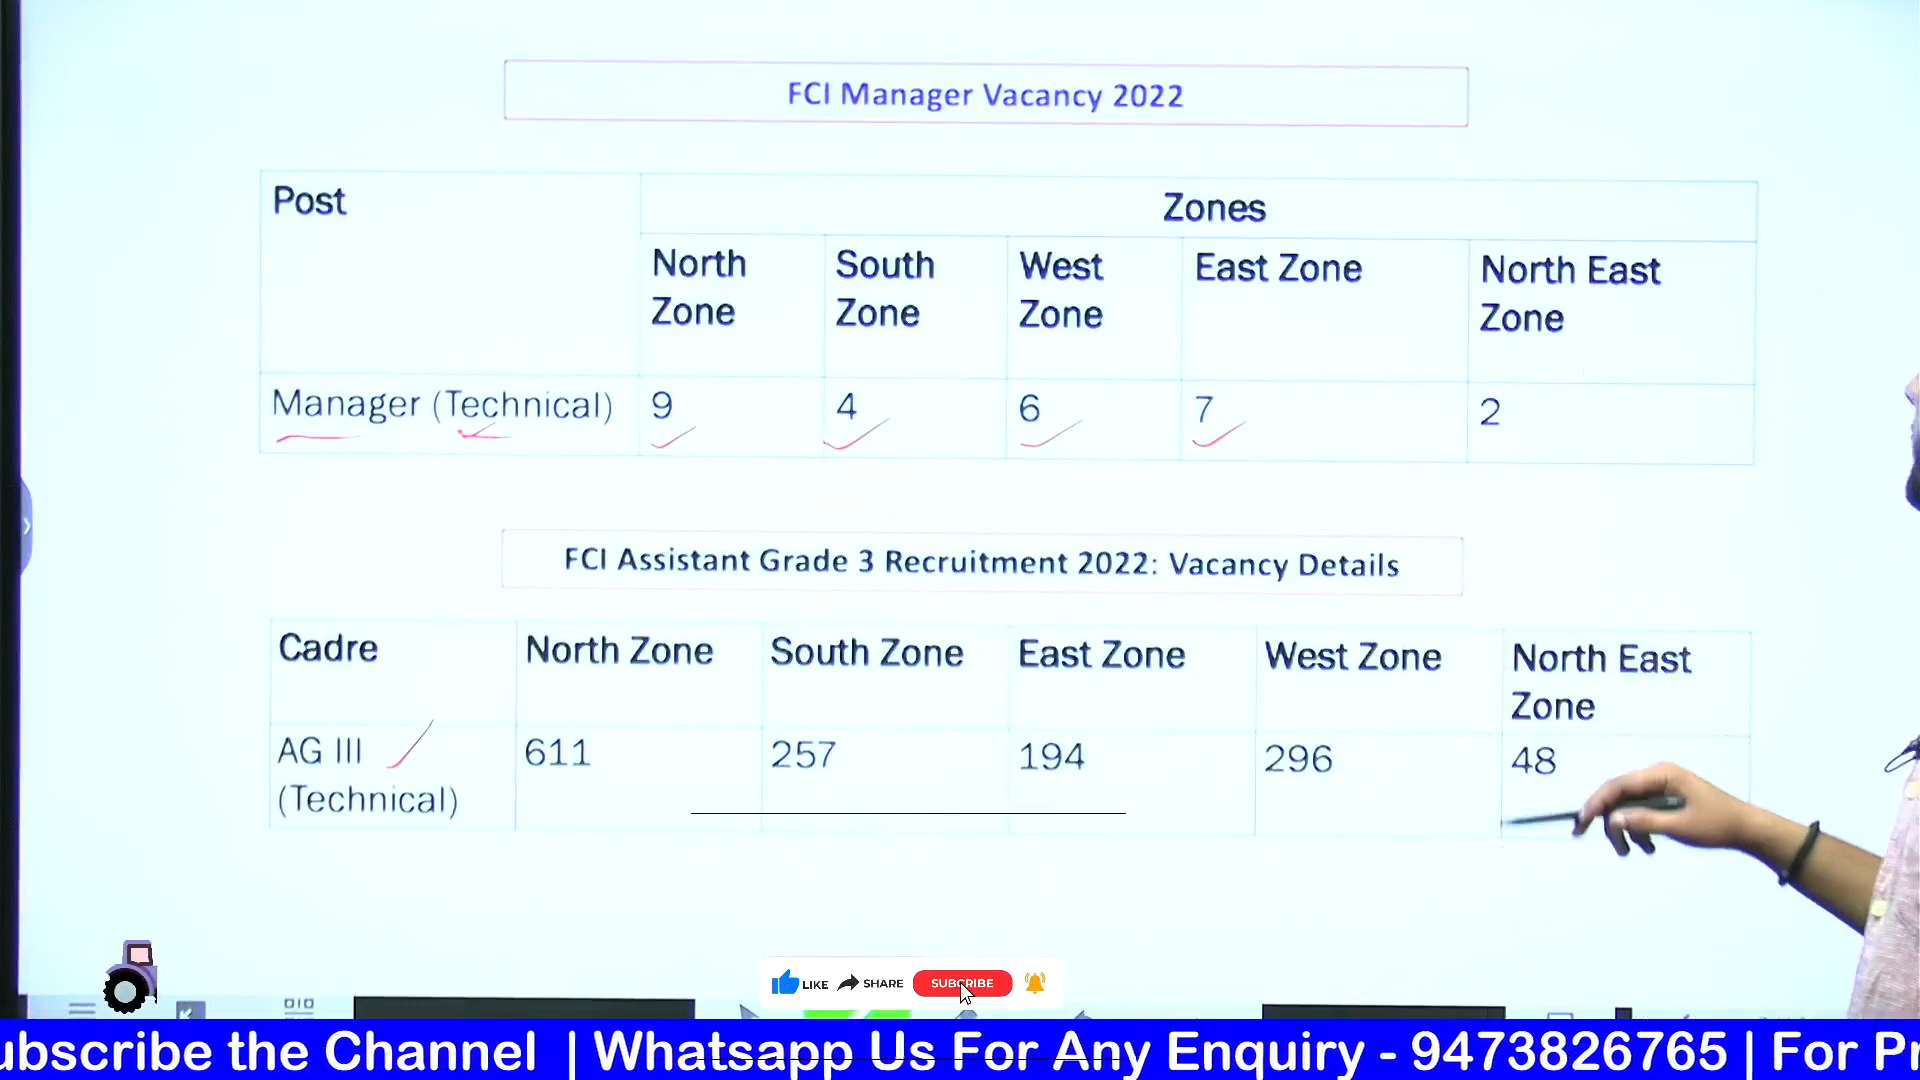 FCI Manager Vacancy 2022
Post
Zones
North Zone
South Zone
West Zone
East Zone
North East Zone
Manager (Technical)
9
4
6
7
2
FCI Assistant Grade 3 Recruitment 2022: Vacancy Details
Cadre
North Zone
South Zone
East Zone
West Zone
North East Zone
AG III (Technical)
611
257
194
296
48
LIKE
SHARE
SUBSCRIBE
ubscribe the Channel | Whatsapp Us For Any Enquiry - 9473826765 | For Pr